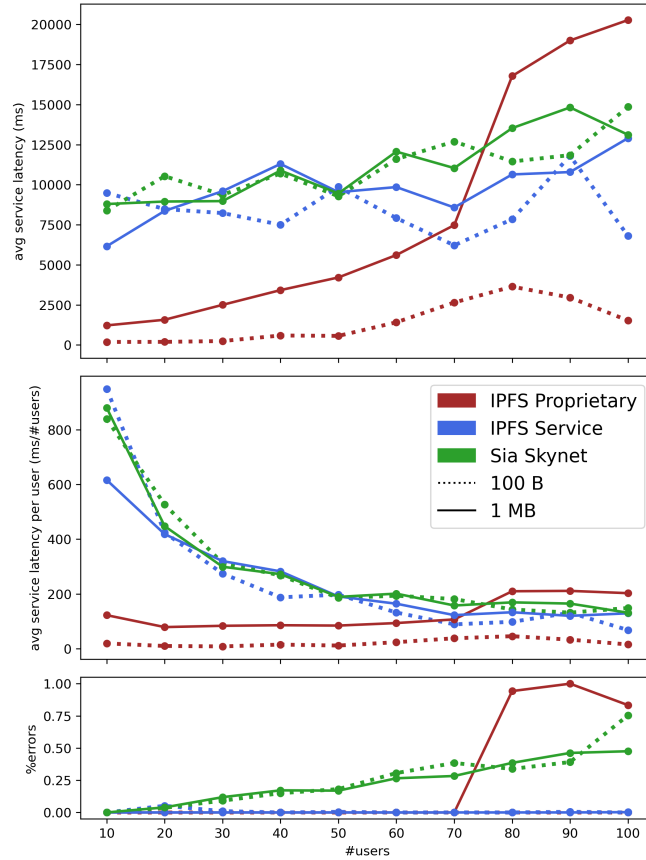 20000
17500
15000
12500
10000
7500
5000
2500
0
avg service latency (ms)
800
600
400
200
0
avg service latency per user (ms/#users)
IPFS Proprietary
IPFS Service
Sia Skynet
100 B
1 MB
1.00
0.75
0.50
0.25
0.00
%errors
10 20 30 40 50 60 70 80 90 100
#users